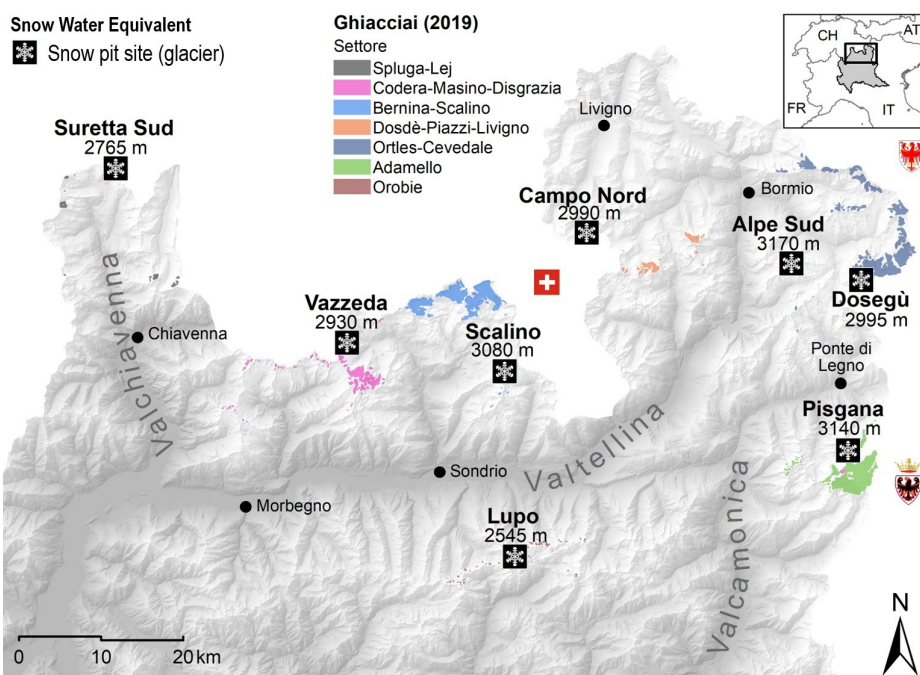 Snow Water Equivalent
Snow pit site (glacier)
Ghiacciai (2019)
Settore
Spluga-Lej
Codera-Masino-Disgrazia
Bernina-Scalino
Dosdè-Piazzi-Livigno
Ortles-Cevedale
Adamello
Orobie
CH
AT
FR
IT
Livigno
Suretta Sud
2765 m
Bormio
Campo Nord
2990 m
Alpe Sud
3170 m
Valchiavenna
Vazzeda
2930 m
Dosegù
2995 m
Chiavenna
Scalino
3080 m
Ponte di
Legno
Pisgana
3140 m
Valtellina
Sondrio
Morbegno
Lupo
2545 m
Valcamonica
N
0 10 20 km